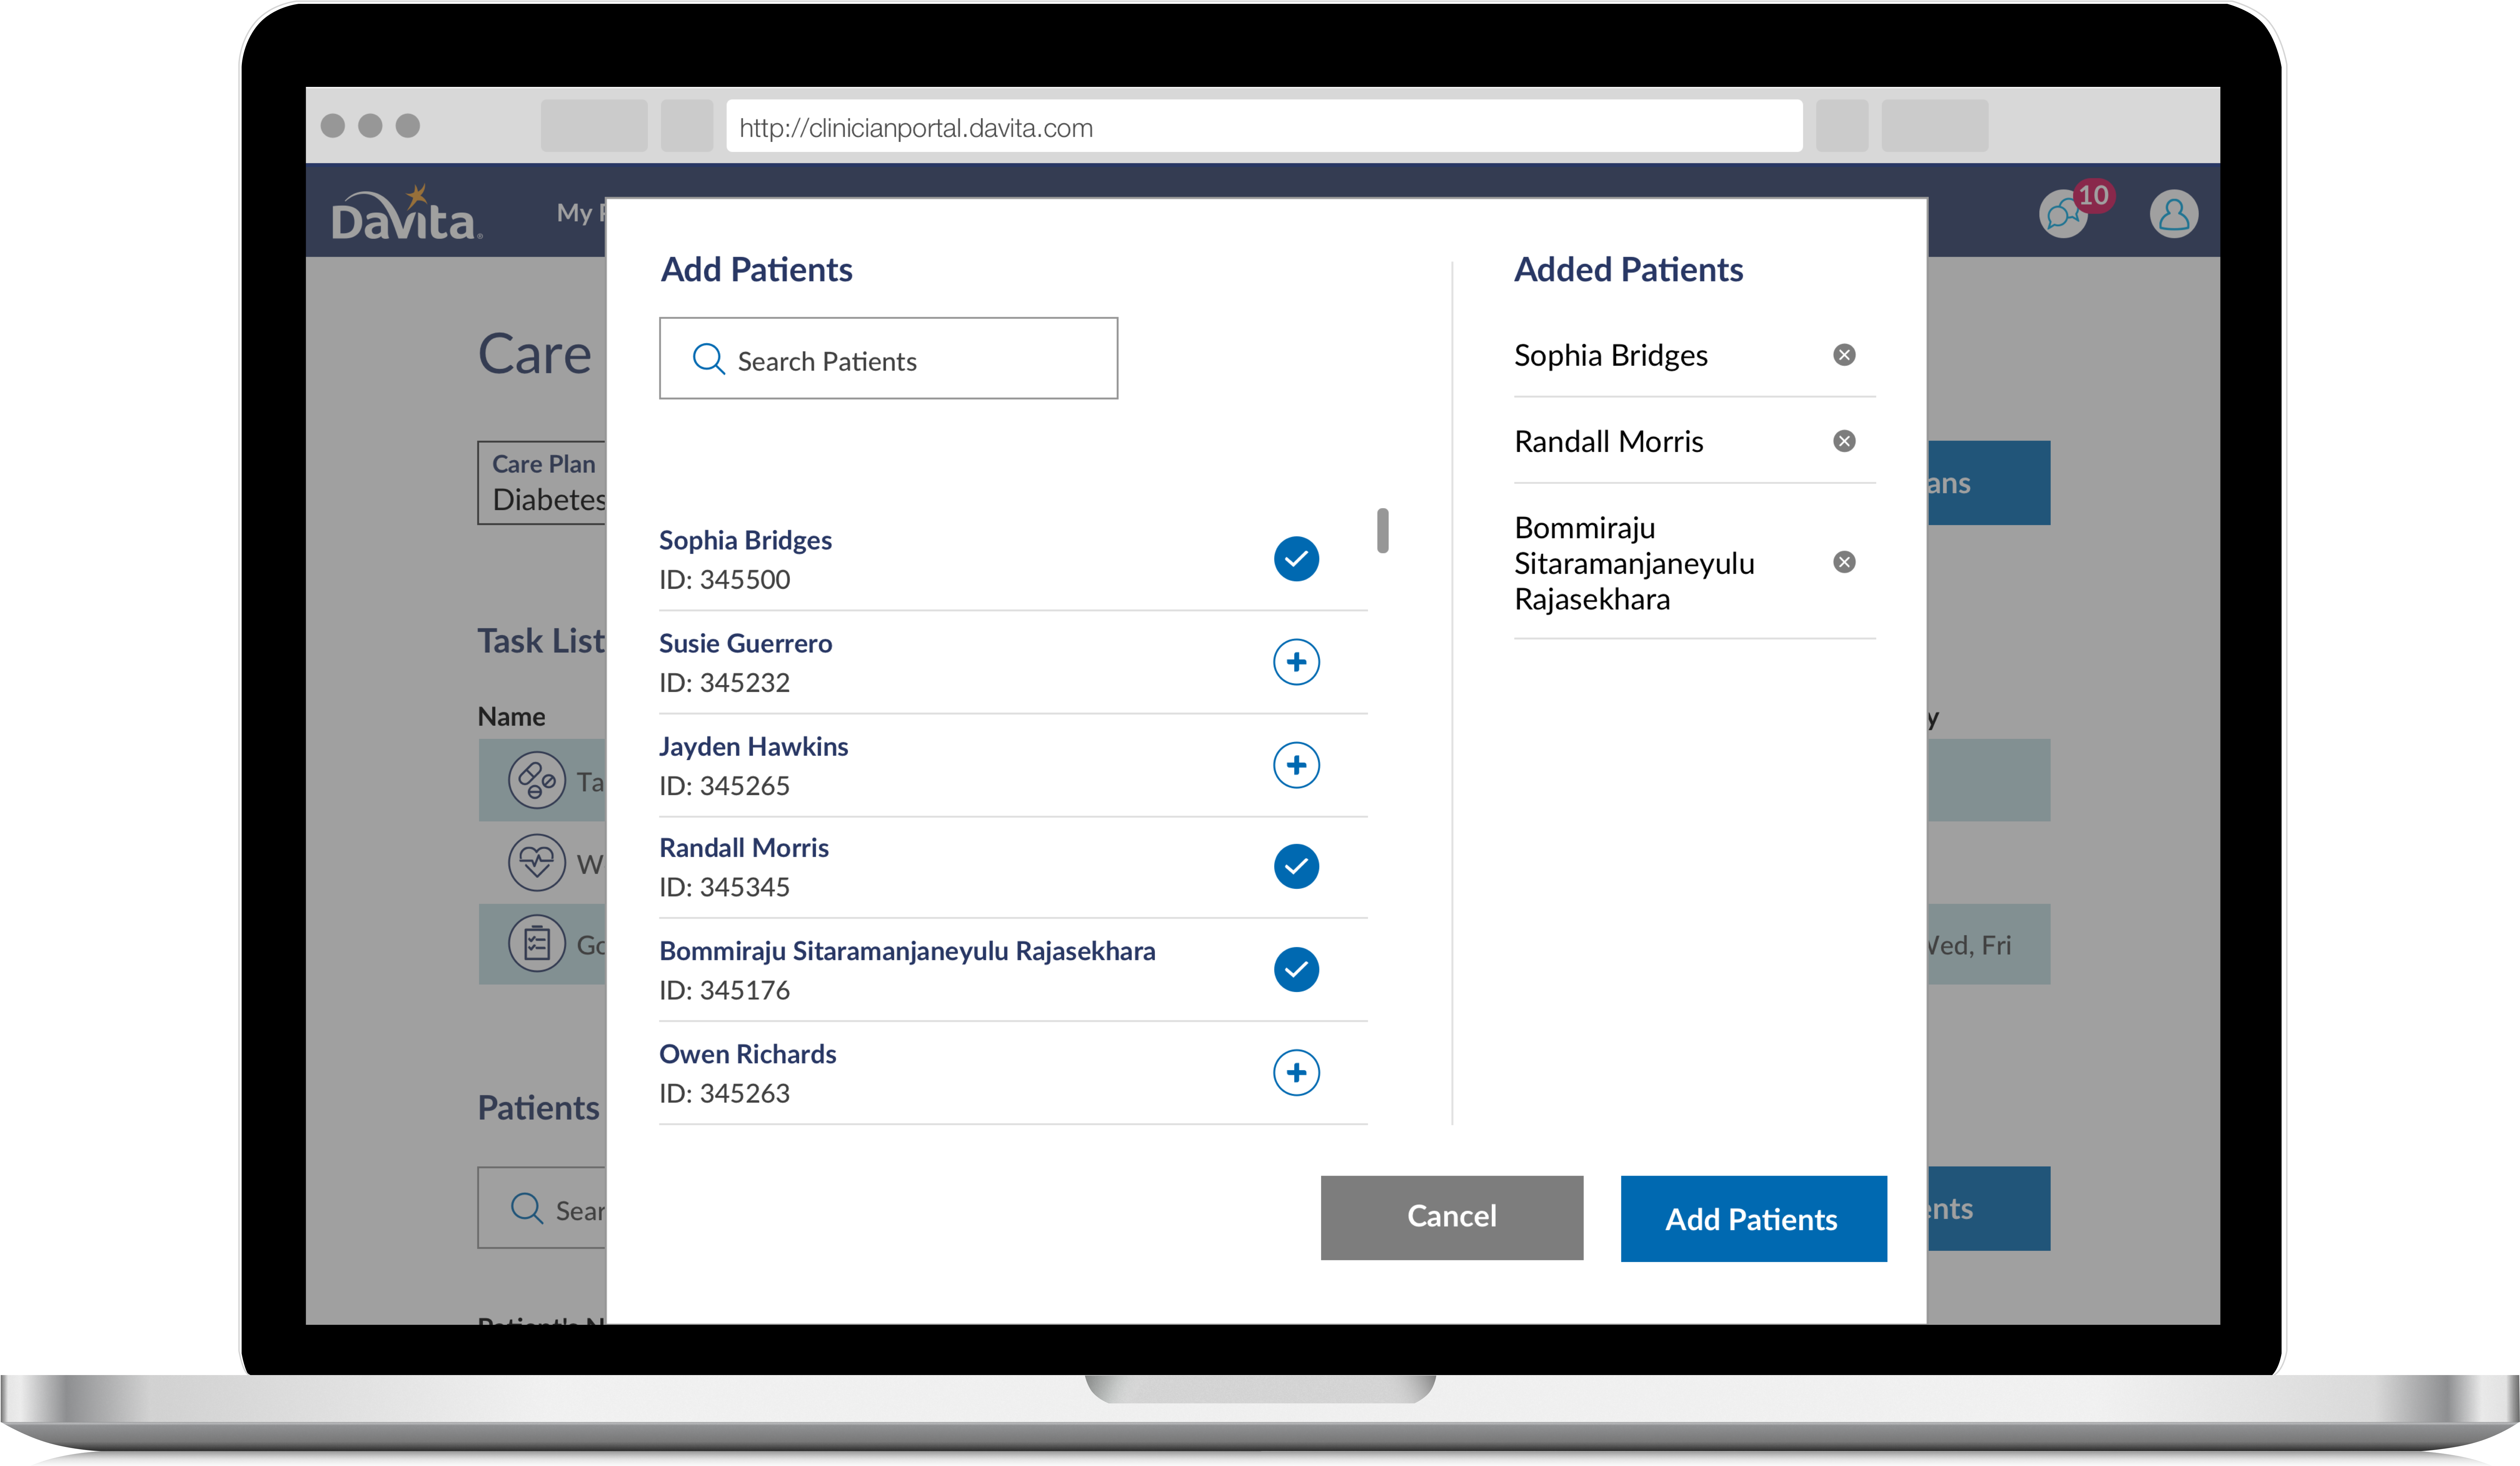 http://clinicianportal.davita.com
DaVita®
My
10
Add Patients
Search Patients
Sophia Bridges
ID: 345500
Susie Guerrero
ID: 345232
Jayden Hawkins
ID: 345265
Randall Morris
ID: 345345
Bommiraju Sitaramanjaneyulu Rajasekhara
ID: 345176
Owen Richards
ID: 345263
Added Patients
Sophia Bridges
Randall Morris
Bommiraju
Sitaramanjaneyulu
Rajasekhara
Cancel
Add Patients
Care
Care Plan
Diabetes
ans
Task List
Name
y
Ta
W
Go
Wed, Fri
Patients
Sear
ents
Patient's N